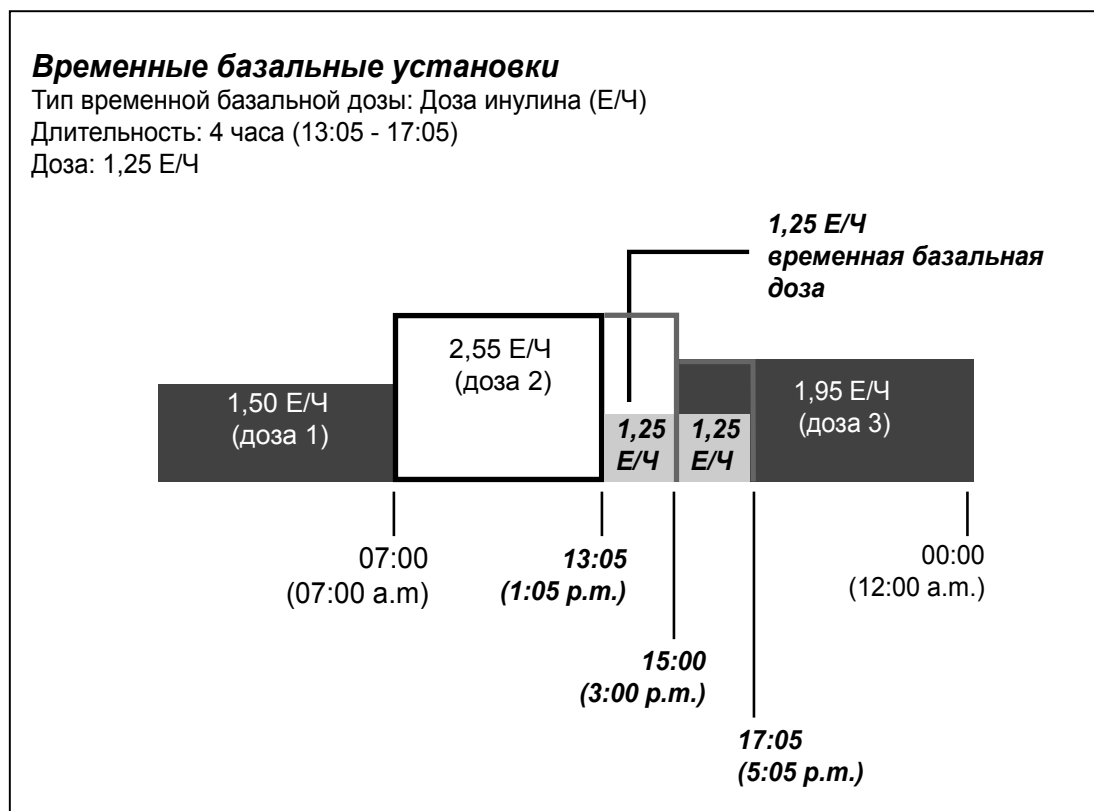 Временные базальные установки
Тип временной базальной дозы: Доза инулина (Е/Ч)
Длительность: 4 часа (13:05 - 17:05)
Доза: 1,25 Е/Ч
1,25 Е/Ч
временная базальная
доза
2,55 Е/Ч
(доза 2)
1,50 Е/Ч
(доза 1)
1,25
Е/Ч
1,25
Е/Ч
1,95 Е/Ч
(доза 3)
07:00
(07:00 a.m)
13:05
(1:05 p.m.)
00:00
(12:00 a.m.)
15:00
(3:00 p.m.)
17:05
(5:05 p.m.)